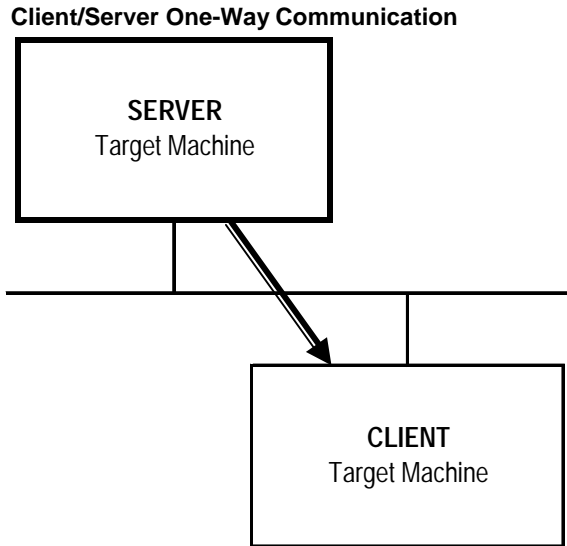 Client/Server One-Way Communication
SERVER
Target Machine
CLIENT
Target Machine